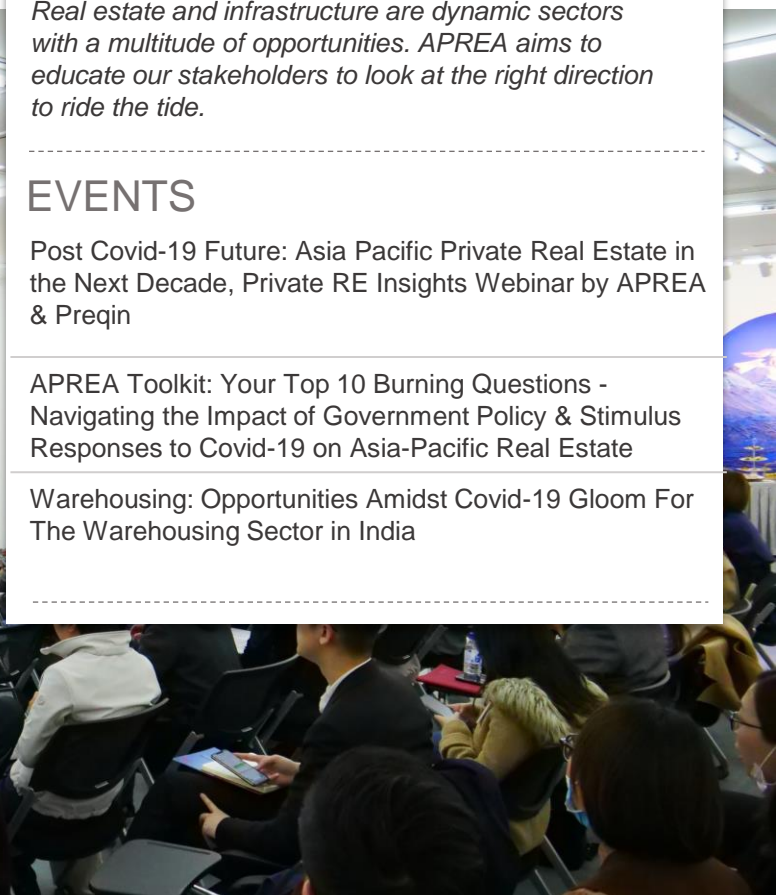 Real estate and infrastructure are dynamic sectors
with a multitude of opportunities. APREA aims to
educate our stakeholders to look at the right direction
to ride the tide.
EVENTS
Post Covid-19 Future: Asia Pacific Private Real Estate in
the Next Decade, Private RE Insights Webinar by APREA
& Preqin
APREA Toolkit: Your Top 10 Burning Questions -
Navigating the Impact of Government Policy & Stimulus
Responses to Covid-19 on Asia-Pacific Real Estate
Warehousing: Opportunities Amidst Covid-19 Gloom For
The Warehousing Sector in India